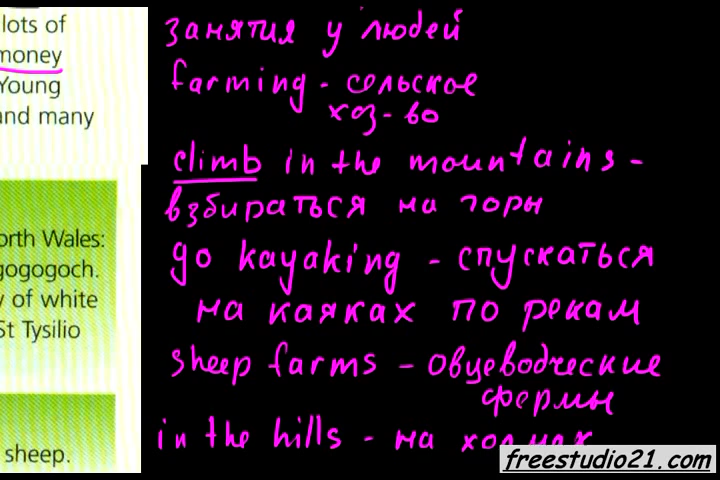 lots of
money
Young
and many
orth Wales:
gogogoch.
y of white
St Tysilio
sheep.
занятия у людей
farming - сельское
хоз-во
climb in the mountains -
взбираться на горы
go kayaking - спускаться
на каяках по рекам
sheep farms - овцеводческие
фермы
in the hills - на холмах
freestudio21.com